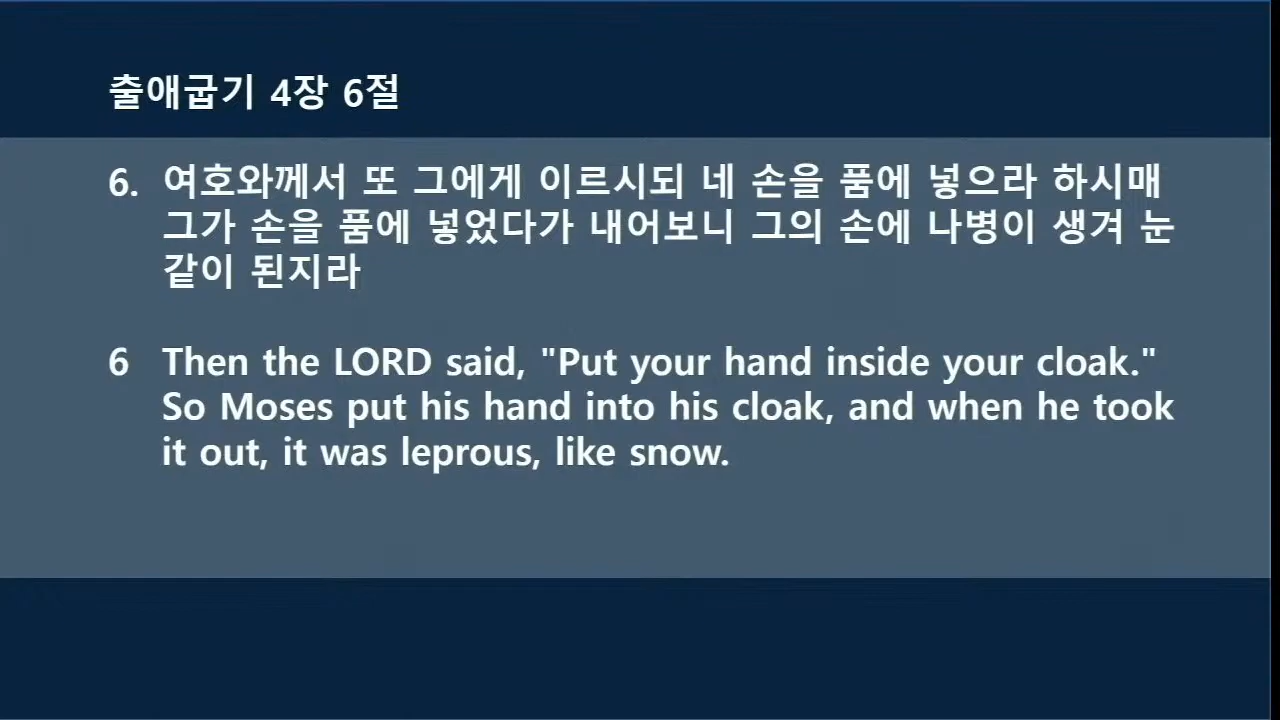 출애굽기 4장 6절
6. 여호와께서 또 그에게 이르시되 네 손을 품에 넣으라 하시매
그가 손을 품에 넣었다가 내어보니 그의 손에 나병이 생겨 눈
같이 된지라
6 Then the LORD said, "Put your hand inside your cloak."
So Moses put his hand into his cloak, and when he took
it out, it was leprous, like snow.